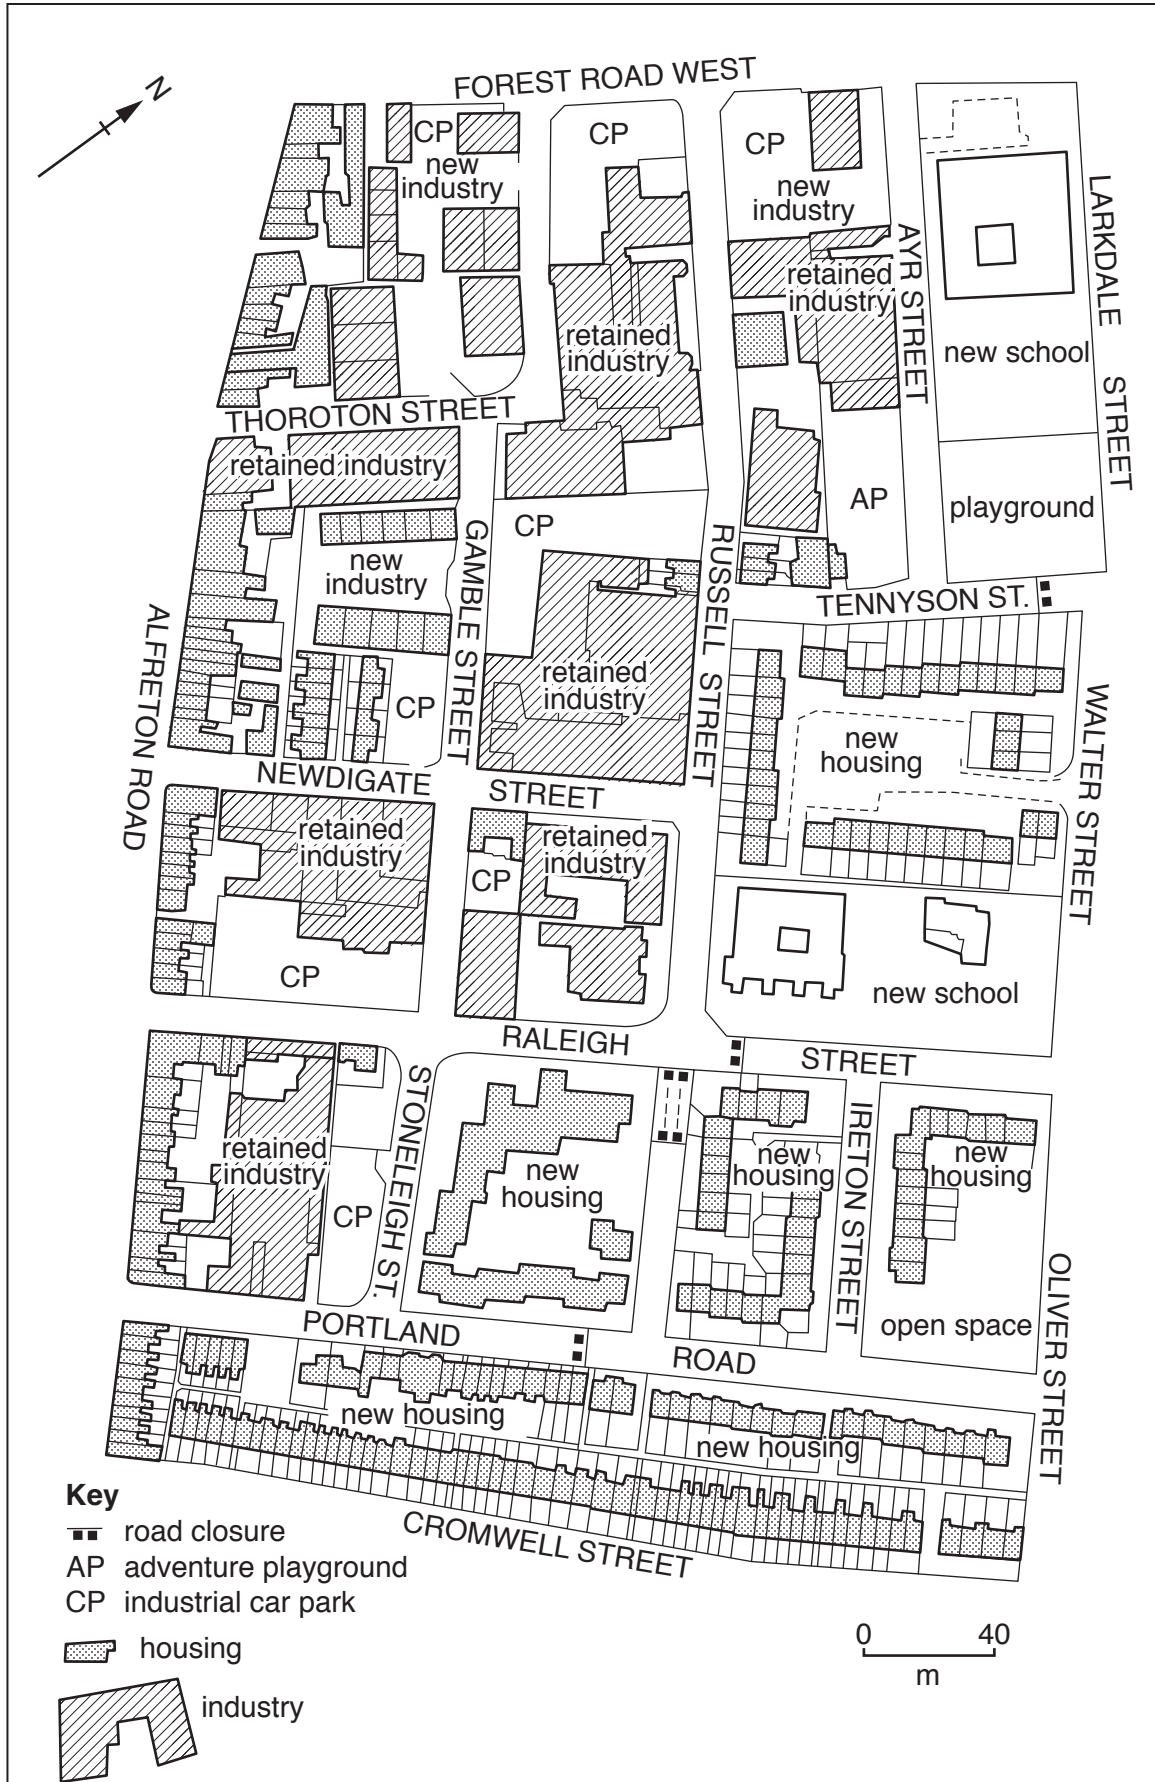 N
FOREST ROAD WEST
CP
new
industry
CP
CP
new
industry
LARKDALE STREET
AYR STREET
retained
industry
retained
industry
new school
THOROTON STREET
retained industry
AP
playground
CP
new
industry
GAMBLE STREET
RUSSELL STREET
TENNYSON ST.
ALFRETON ROAD
retained
industry
CP
new
housing
WALTER STREET
NEWDIGATE STREET
retained
industry
retained
industry
CP
CP
new school
RALEIGH STREET
STONELEIGH ST.
retained
industry
CP
new
housing
new
housing
IRETON STREET
new
housing
OLIVER STREET
open space
PORTLAND ROAD
new housing
new housing
CROMWELL STREET
Key
road closure
AP adventure playground
CP industrial car park
housing
industry
0 40
m